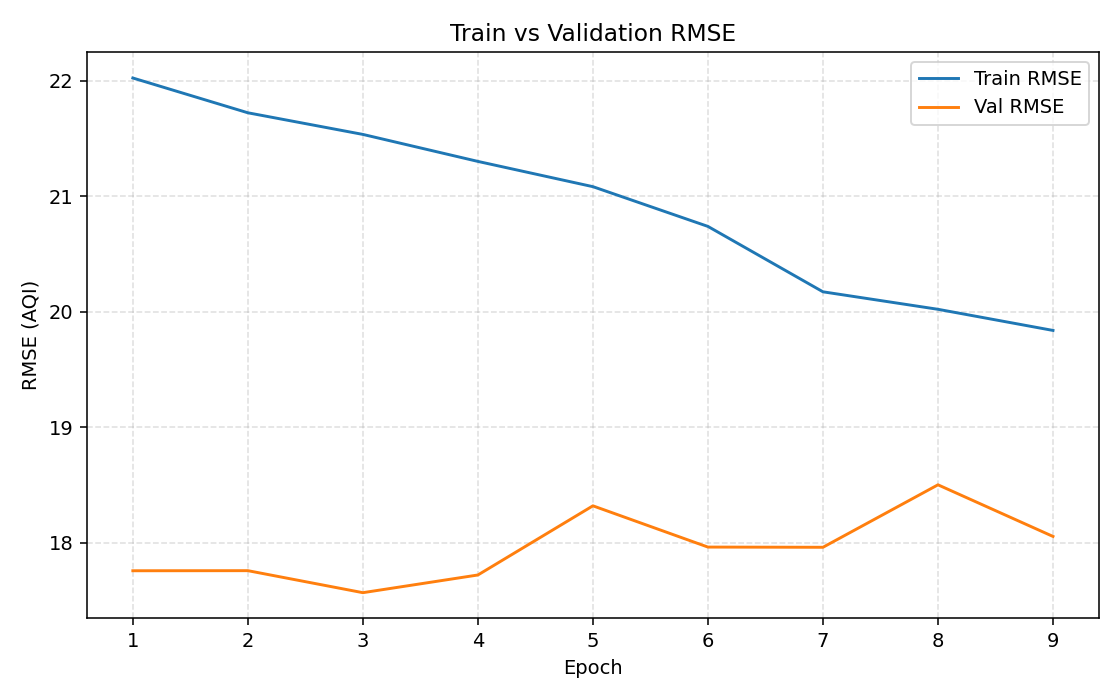 Train vs Validation RMSE
Train RMSE
Val RMSE
RMSE (AQI)
22
21
20
19
18
1 2 3 4 5 6 7 8 9
Epoch